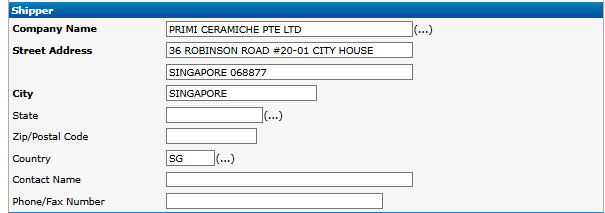 Shipper
Company Name PRIMI CERAMICHE PTE LTD (...)
Street Address 36 ROBINSON ROAD #20-01 CITY HOUSE
SINGAPORE 068877
City SINGAPORE
State (...)
Zip/Postal Code
Country SG (...)
Contact Name
Phone/Fax Number